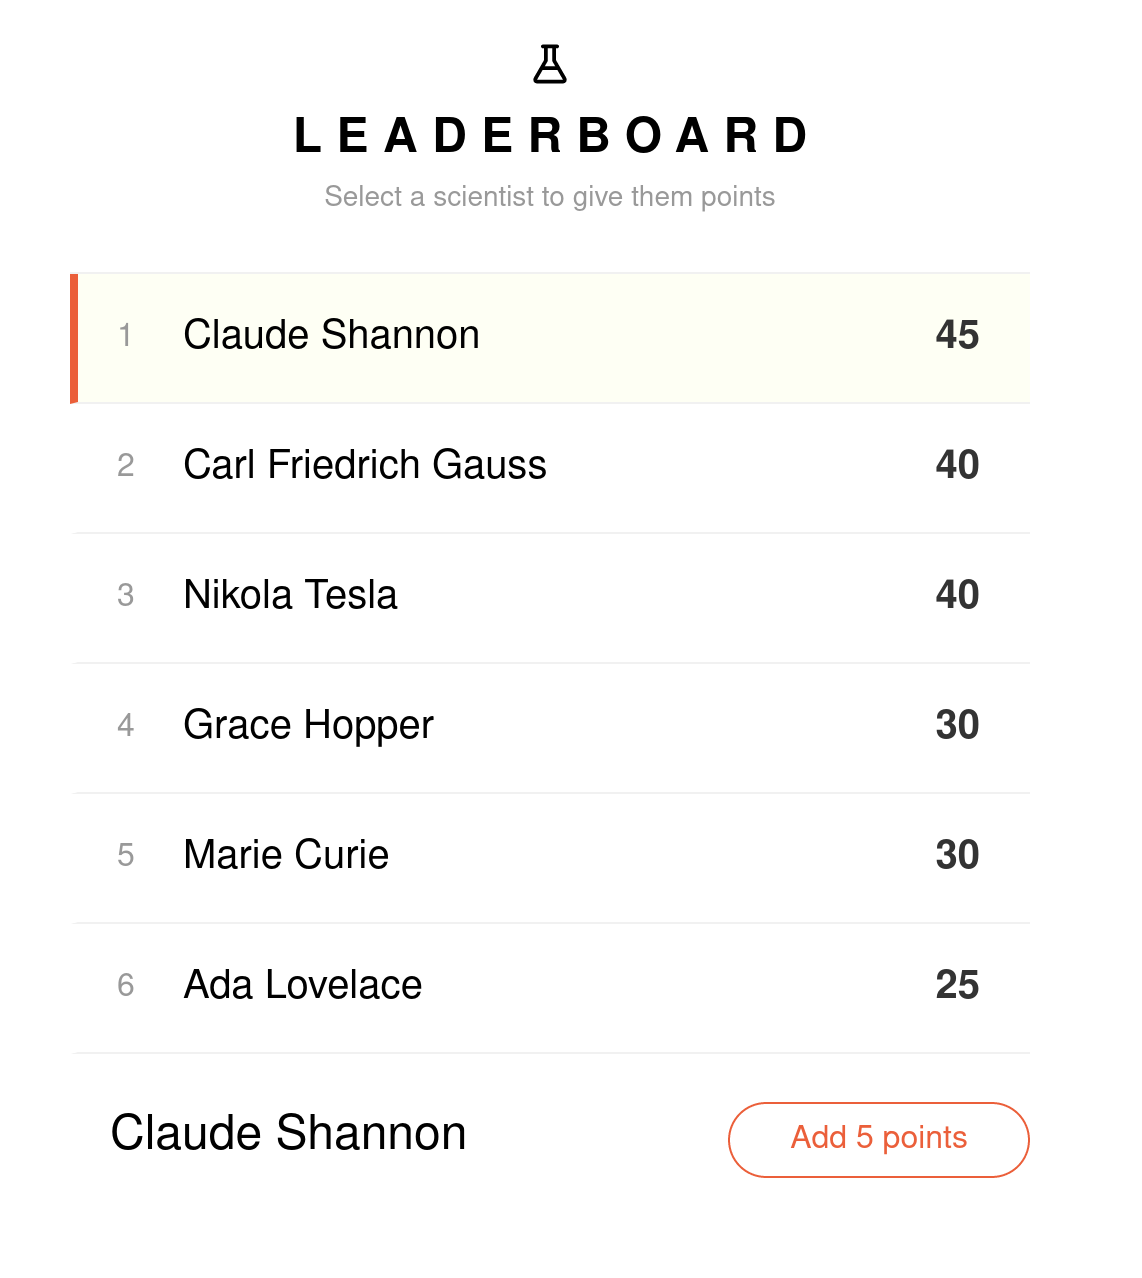 LEADERBOARD
Select a scientist to give them points
1 Claude Shannon 45
2 Carl Friedrich Gauss 40
3 Nikola Tesla 40
4 Grace Hopper 30
5 Marie Curie 30
6 Ada Lovelace 25
Claude Shannon Add 5 points